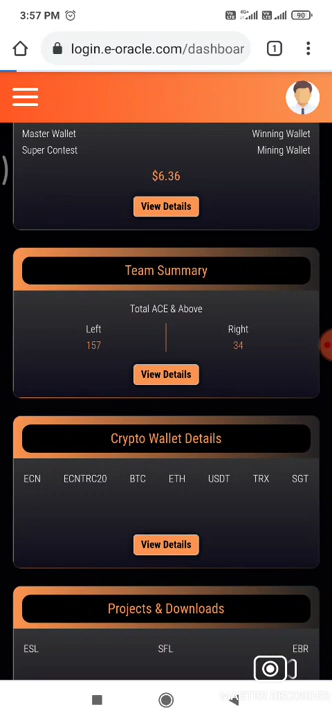 3:57 PM
90
login.e-oracle.com/dashboar
1
Master Wallet Winning Wallet
Super Contest Mining Wallet
$6.36
View Details
Team Summary
Total ACE & Above
Left Right
157 34
View Details
Crypto Wallet Details
ECN ECNTRC20 BTC ETH USDT TRX SGT
View Details
Projects & Downloads
ESL SFL EBR